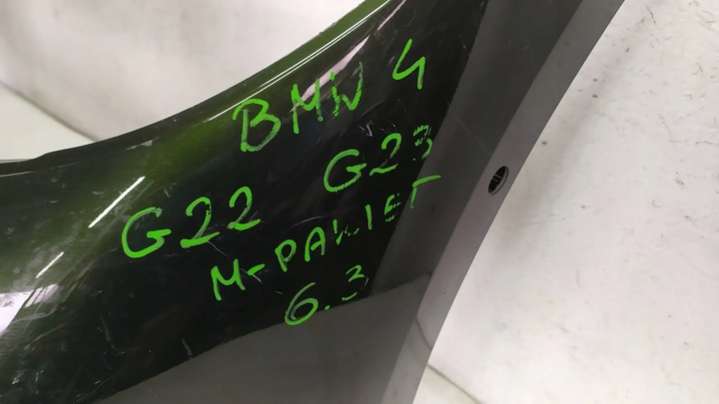 BMW 4
G22 G23
M-PAKIET
6.3